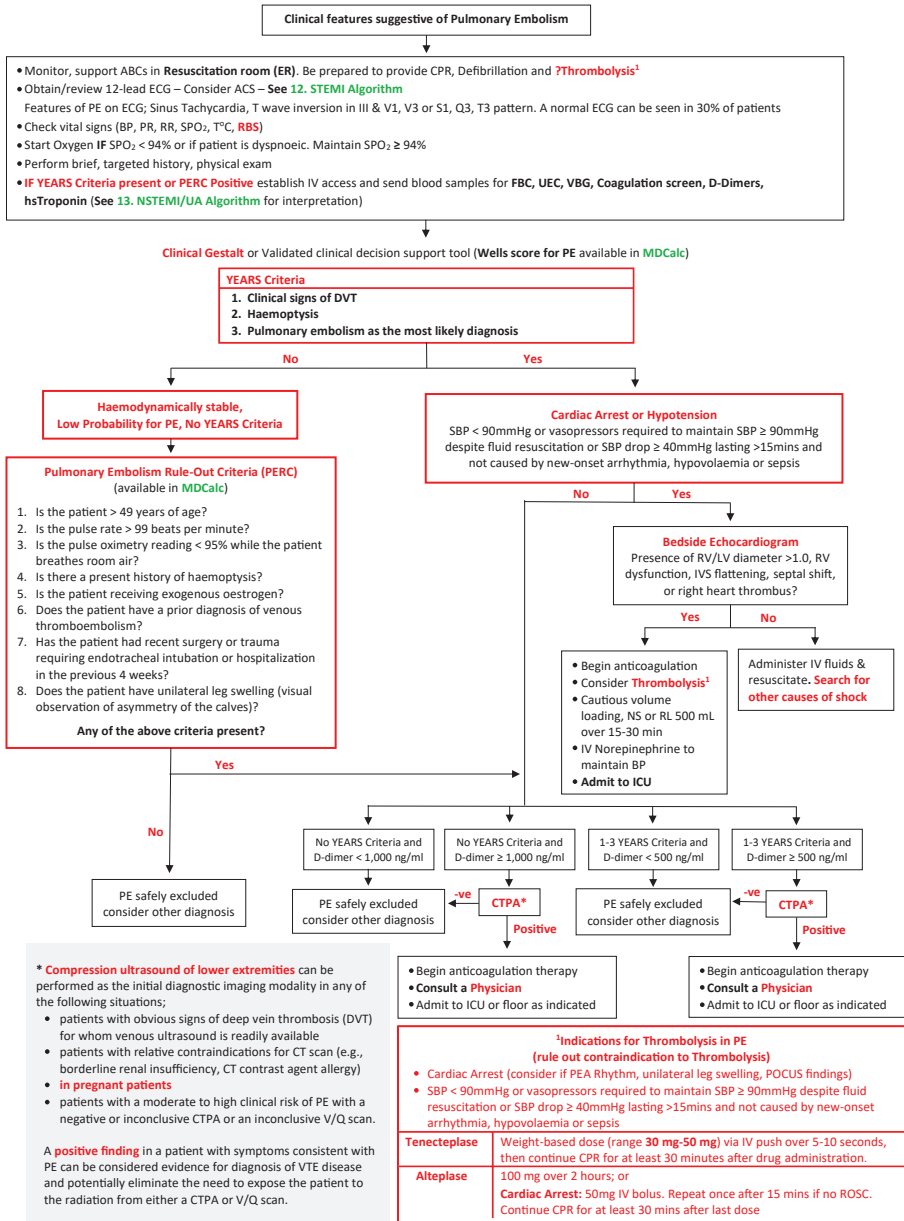 Clinical features suggestive of Pulmonary Embolism
• Monitor, support ABCs in Resuscitation room (ER). Be prepared to provide CPR, Defibrillation and ?Thrombolysis¹
• Obtain/review 12-lead ECG – Consider ACS – See 12. STEMI Algorithm
Features of PE on ECG; Sinus Tachycardia, T wave inversion in III & V1, V3 or S1, Q3, T3 pattern. A normal ECG can be seen in 30% of patients
• Check vital signs (BP, PR, RR, SPO₂, T°C, RBS)
• Start Oxygen IF SPO₂ < 94% or if patient is dyspnoeic. Maintain SPO₂ ≥ 94%
• Perform brief, targeted history, physical exam
• IF YEARS Criteria present or PERC Positive establish IV access and send blood samples for FBC, UEC, VBG, Coagulation screen, D-Dimers,
hsTroponin (See 13. NSTEMI/UA Algorithm for interpretation)
Clinical Gestalt or Validated clinical decision support tool (Wells score for PE available in MDCalc)
YEARS Criteria
1. Clinical signs of DVT
2. Haemoptysis
3. Pulmonary embolism as the most likely diagnosis
No
Yes
Haemodynamically stable,
Low Probability for PE, No YEARS Criteria
Cardiac Arrest or Hypotension
SBP < 90mmHg or vasopressors required to maintain SBP ≥ 90mmHg
despite fluid resuscitation or SBP drop ≥ 40mmHg lasting >15mins and
not caused by new-onset arrhythmia, hypovolaemia or sepsis
Pulmonary Embolism Rule-Out Criteria (PERC)
(available in MDCalc)
1. Is the patient > 49 years of age?
2. Is the pulse rate > 99 beats per minute?
3. Is the pulse oximetry reading < 95% while the patient
breathes room air?
4. Is there a present history of haemoptysis?
5. Is the patient receiving exogenous oestrogen?
6. Does the patient have a prior diagnosis of venous
thromboembolism?
7. Has the patient had recent surgery or trauma
requiring endotracheal intubation or hospitalization
in the previous 4 weeks?
8. Does the patient have unilateral leg swelling (visual
observation of asymmetry of the calves)?
Any of the above criteria present?
No
Yes
Bedside Echocardiogram
Presence of RV/LV diameter >1.0, RV
dysfunction, IVS flattening, septal shift,
or right heart thrombus?
Yes
No
• Begin anticoagulation
• Consider Thrombolysis¹
• Cautious volume
loading, NS or RL 500 mL
over 15-30 min
• IV Norepinephrine to
maintain BP
• Admit to ICU
Administer IV fluids &
resuscitate. Search for
other causes of shock
Yes
No
No YEARS Criteria and
D-dimer < 1,000 ng/ml
No YEARS Criteria and
D-dimer ≥ 1,000 ng/ml
1-3 YEARS Criteria and
D-dimer < 500 ng/ml
1-3 YEARS Criteria and
D-dimer ≥ 500 ng/ml
PE safely excluded
consider other diagnosis
PE safely excluded
consider other diagnosis
-ve
CTPA*
PE safely excluded
consider other diagnosis
-ve
CTPA*
Positive
Positive
• Begin anticoagulation therapy
• Consult a Physician
• Admit to ICU or floor as indicated
• Begin anticoagulation therapy
• Consult a Physician
• Admit to ICU or floor as indicated
* Compression ultrasound of lower extremities can be
performed as the initial diagnostic imaging modality in any of
the following situations;
• patients with obvious signs of deep vein thrombosis (DVT)
for whom venous ultrasound is readily available
• patients with relative contraindications for CT scan (e.g.,
borderline renal insufficiency, CT contrast agent allergy)
• in pregnant patients
• patients with a moderate to high clinical risk of PE with a
negative or inconclusive CTPA or an inconclusive V/Q scan.
A positive finding in a patient with symptoms consistent with
PE can be considered evidence for diagnosis of VTE disease
and potentially eliminate the need to expose the patient to
the radiation from either a CTPA or V/Q scan.
¹Indications for Thrombolysis in PE
(rule out contraindication to Thrombolysis)
• Cardiac Arrest (consider if PEA Rhythm, unilateral leg swelling, POCUS findings)
• SBP < 90mmHg or vasopressors required to maintain SBP ≥ 90mmHg despite fluid
resuscitation or SBP drop ≥ 40mmHg lasting >15mins and not caused by new-onset
arrhythmia, hypovolaemia or sepsis
Tenecteplase
Weight-based dose (range 30 mg-50 mg) via IV push over 5-10 seconds,
then continue CPR for at least 30 minutes after drug administration.
Alteplase
100 mg over 2 hours; or
Cardiac Arrest: 50mg IV bolus. Repeat once after 15 mins if no ROSC.
Continue CPR for at least 30 mins after last dose